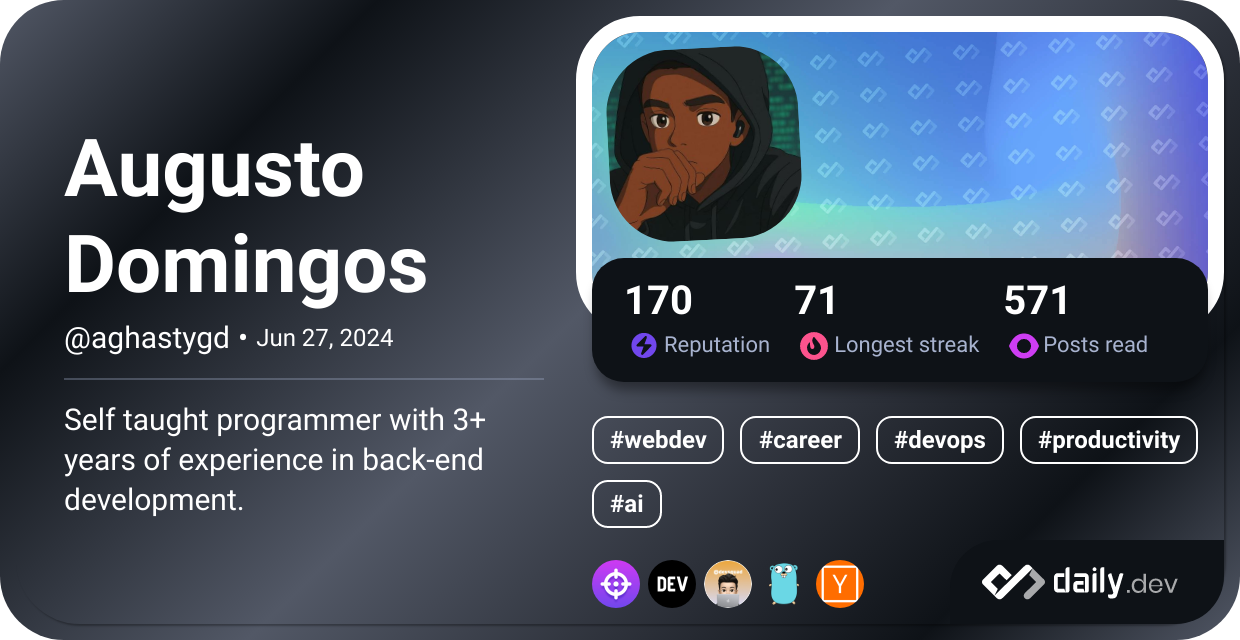 Augusto
Domingos
@aghastygd • Jun 27, 2024
Self taught programmer with 3+
years of experience in back-end
development.
170 71 571
Reputation Longest streak Posts read
#webdev #career #devops #productivity
#ai
DEV Y
daily.dev